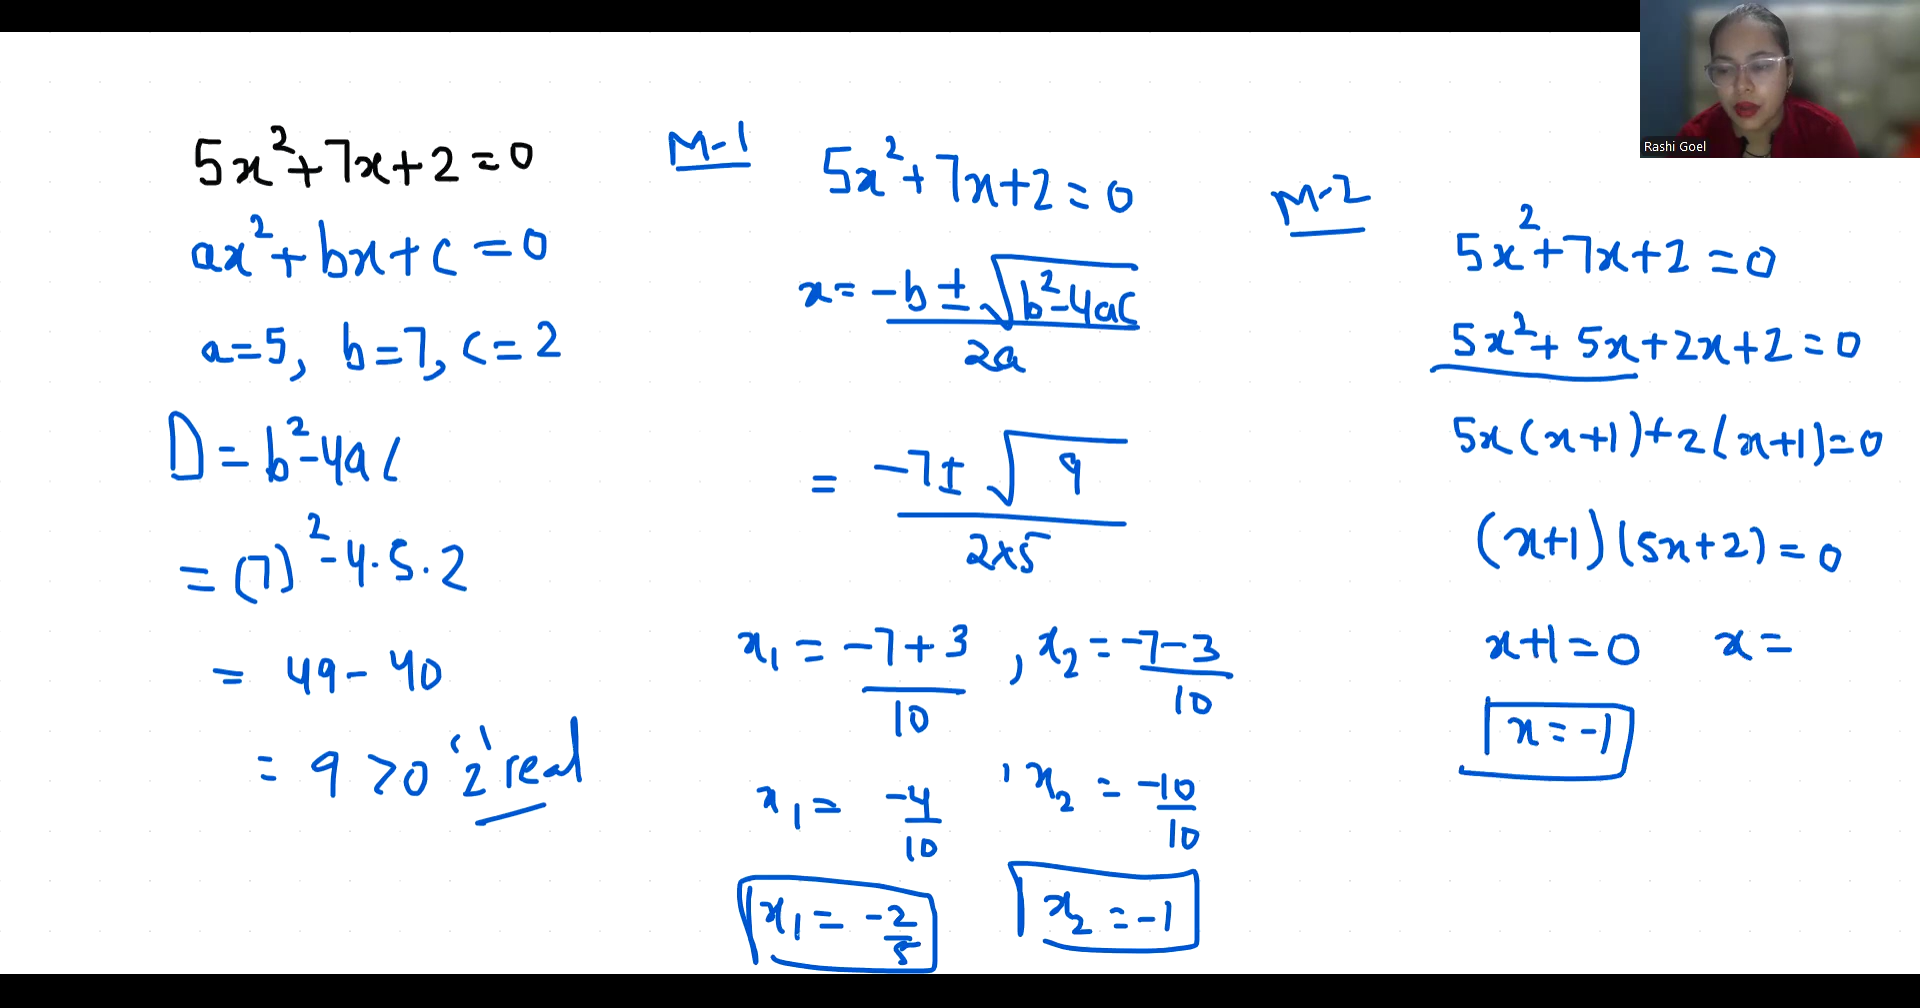 5x²+7x+2=0
ax²+bx+c=0
a=5, b=7, c=2
D=b²-4ac
=(7)²-4·5·2
= 49-40
= 9>0 '2' real
M-1
5x²+7x+2=0
x= -b±√(b²-4ac) / 2a
= -7±√9 / 2×5
x₁ = -7+3 / 10 , x₂ = -7-3 / 10
x₁ = -4/10 , x₂ = -10/10
x₁ = -2/5 x₂ = -1
M-2
5x²+7x+2=0
5x²+5x+2x+2=0
5x(x+1)+2(x+1)=0
(x+1)(5x+2)=0
x+1=0 x=
x=-1
Rashi Goel